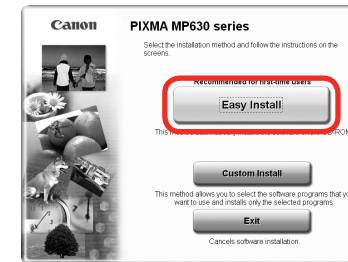 Canon
PIXMA MP630 series
Select the installation method and follow the instructions on the
screens.
Recommended for first-time users
Easy Install
This
Custom Install
This method allows you to select the software programs that yo
want to use and installs only the selected programs.
Exit
Cancels software installation.